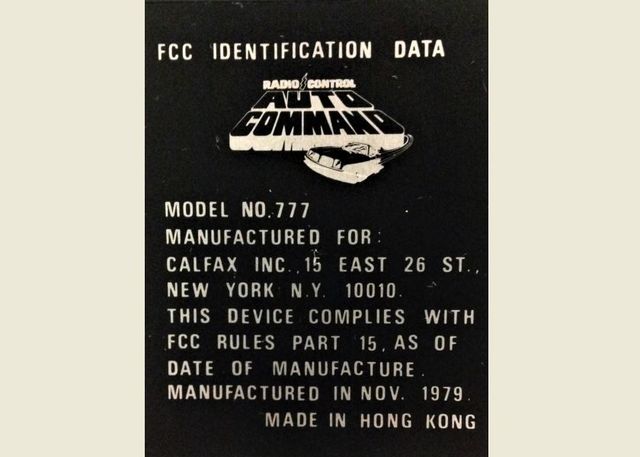 FCC IDENTIFICATION DATA
RADIO CONTROL
AUTO
COMMAND
MODEL NO.777
MANUFACTURED FOR:
CALFAX INC., 15 EAST 26 ST.,
NEW YORK N.Y. 10010.
THIS DEVICE COMPLIES WITH
FCC RULES PART 15, AS OF
DATE OF MANUFACTURE.
MANUFACTURED IN NOV. 1979.
MADE IN HONG KONG